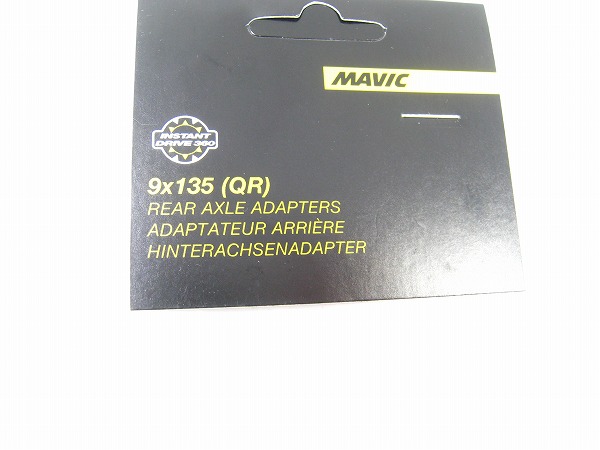 MAVIC
INSTANT
DRIVE 360
9x135 (QR)
REAR AXLE ADAPTERS
ADAPTATEUR ARRIÈRE
HINTERACHSENADAPTER